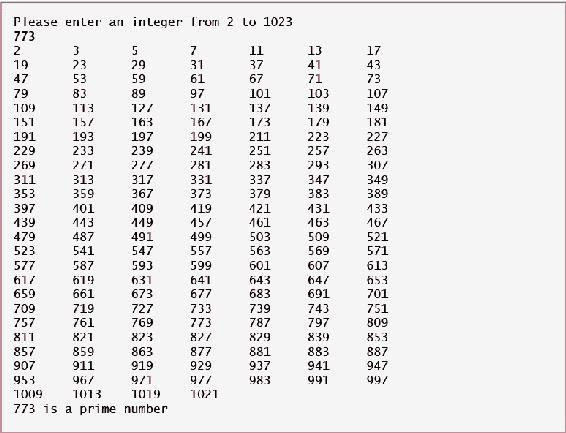 Please enter an integer from 2 to 1023
773
2 3 5 7 11 13 17
19 23 29 31 37 41 43
47 53 59 61 67 71 73
79 83 89 97 101 103 107
109 113 127 131 137 139 149
151 157 163 167 173 179 181
191 193 197 199 211 223 227
229 233 239 241 251 257 263
269 271 277 281 283 293 307
311 313 317 331 337 347 349
353 359 367 373 379 383 389
397 401 409 419 421 431 433
439 443 449 457 461 463 467
479 487 491 499 503 509 521
523 541 547 557 563 569 571
577 587 593 599 601 607 613
617 619 631 641 643 647 653
659 661 673 677 683 691 701
709 719 727 733 739 743 751
757 761 769 773 787 797 809
811 821 823 827 829 839 853
857 859 863 877 881 883 887
907 911 919 929 937 941 947
953 967 971 977 983 991 997
1009 1013 1019 1021
773 is a prime number